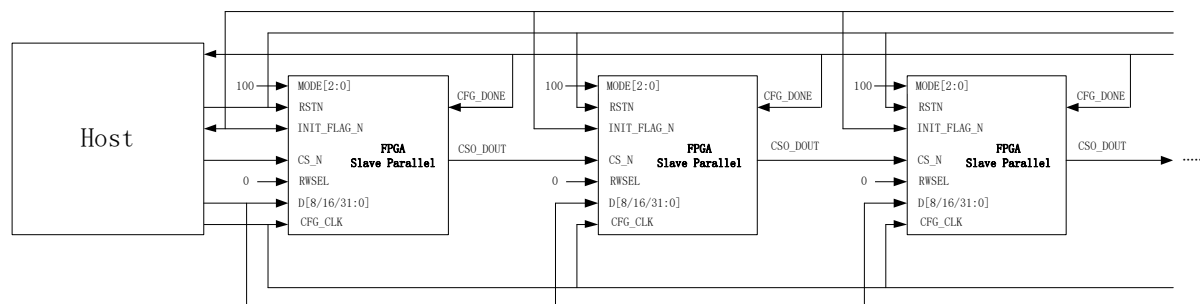 Host
100
MODE[2:0]
RSTN
INIT_FLAG_N
FPGA
Slave Parallel
CS_N
0
RWSEL
D[8/16/31:0]
CFG_CLK
CFG_DONE
CSO_DOUT
100
MODE[2:0]
RSTN
INIT_FLAG_N
FPGA
Slave Parallel
CS_N
0
RWSEL
D[8/16/31:0]
CFG_CLK
CFG_DONE
CSO_DOUT
100
MODE[2:0]
RSTN
INIT_FLAG_N
FPGA
Slave Parallel
CS_N
0
RWSEL
D[8/16/31:0]
CFG_CLK
CFG_DONE
CSO_DOUT
......